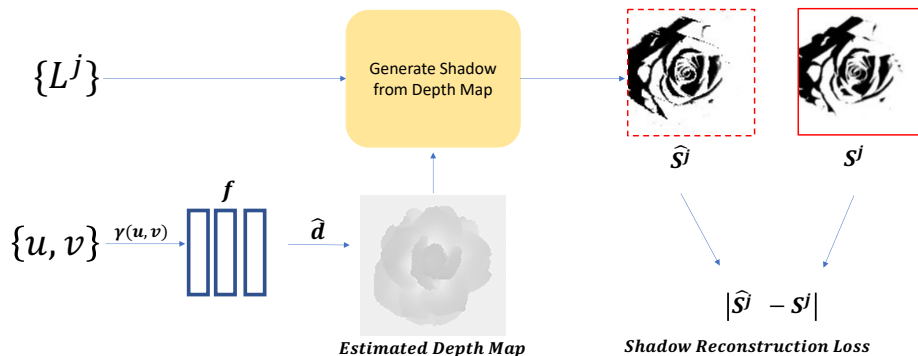 {L^j}
Generate Shadow
from Depth Map
Ŝ^j
S^j
f
{u, v}
γ(u, v)
d̂
|Ŝ^j − S^j|
Estimated Depth Map
Shadow Reconstruction Loss